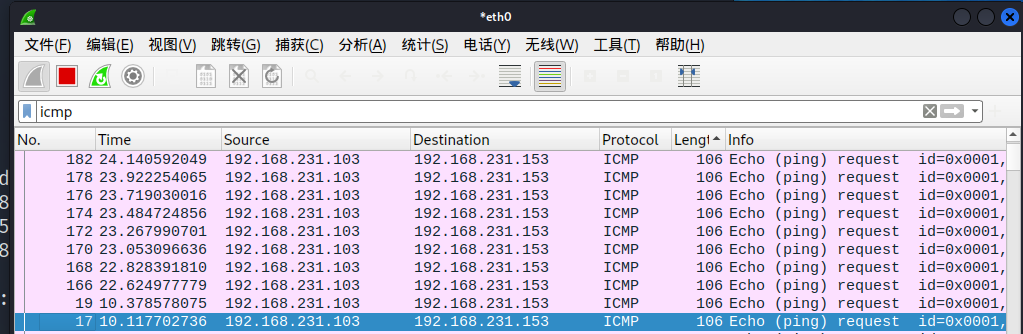 *eth0
文件(F) 编辑(E) 视图(V) 跳转(G) 捕获(C) 分析(A) 统计(S) 电话(Y) 无线(W) 工具(T) 帮助(H)
icmp
No. Time Source Destination Protocol Lengt Info
182 24.140592049 192.168.231.103 192.168.231.153 ICMP 106 Echo (ping) request id=0x0001,
178 23.922254065 192.168.231.103 192.168.231.153 ICMP 106 Echo (ping) request id=0x0001,
176 23.719030016 192.168.231.103 192.168.231.153 ICMP 106 Echo (ping) request id=0x0001,
174 23.484724856 192.168.231.103 192.168.231.153 ICMP 106 Echo (ping) request id=0x0001,
172 23.267990701 192.168.231.103 192.168.231.153 ICMP 106 Echo (ping) request id=0x0001,
170 23.053096636 192.168.231.103 192.168.231.153 ICMP 106 Echo (ping) request id=0x0001,
168 22.828391810 192.168.231.103 192.168.231.153 ICMP 106 Echo (ping) request id=0x0001,
166 22.624977779 192.168.231.103 192.168.231.153 ICMP 106 Echo (ping) request id=0x0001,
19 10.378578075 192.168.231.103 192.168.231.153 ICMP 106 Echo (ping) request id=0x0001,
17 10.117702736 192.168.231.103 192.168.231.153 ICMP 106 Echo (ping) request id=0x0001,